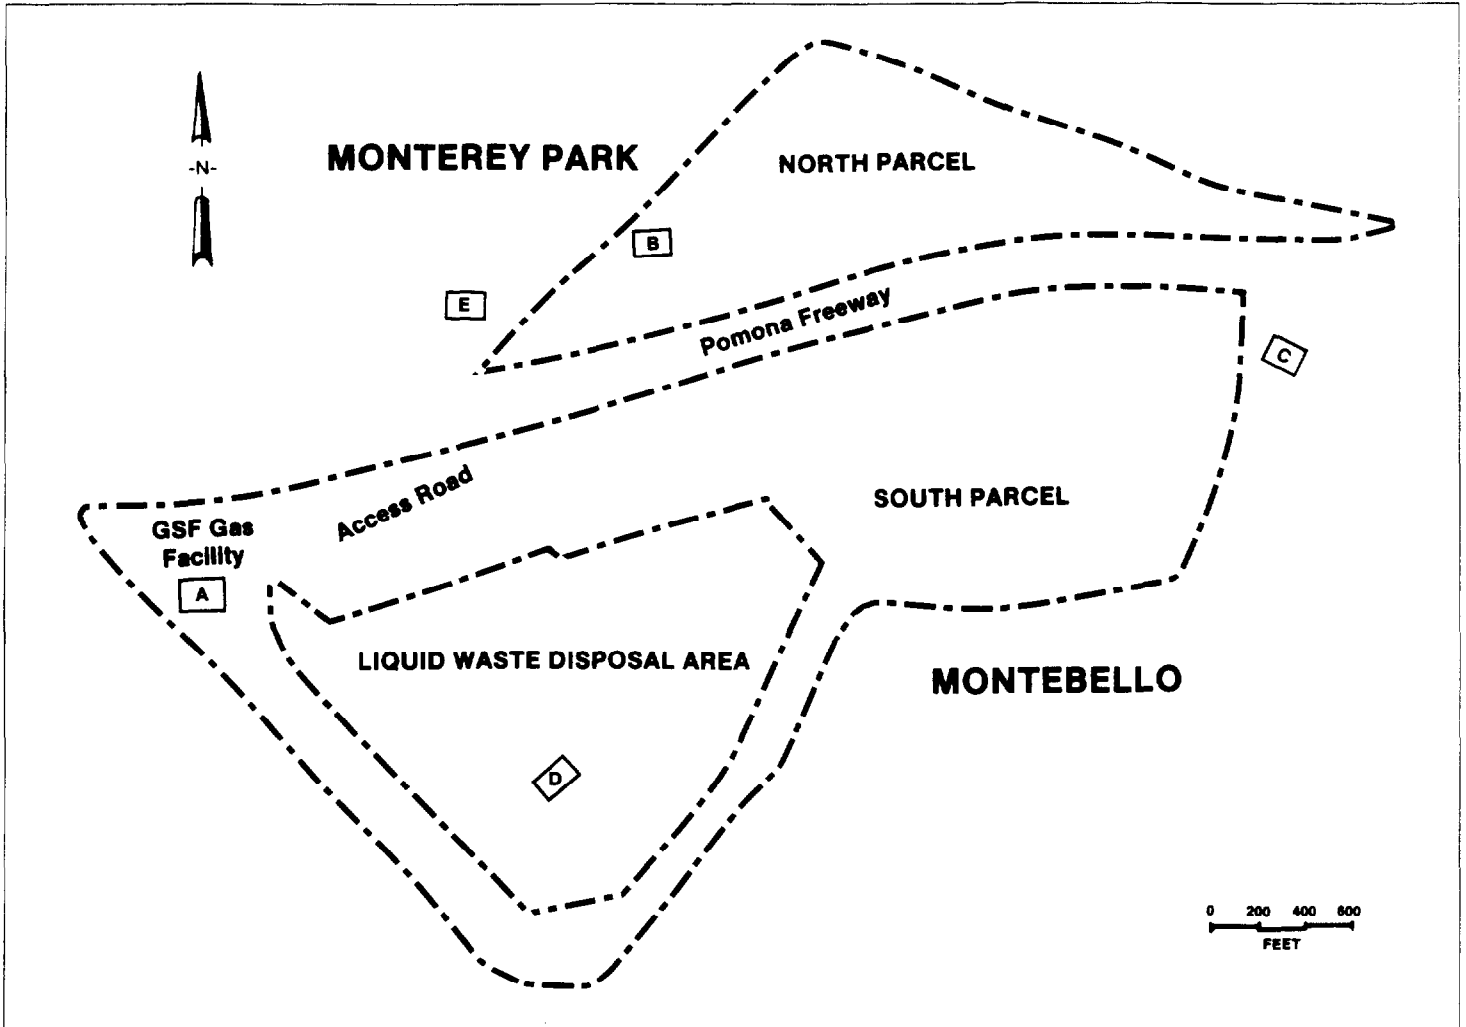 MONTEREY PARK
NORTH PARCEL
-N-
B
E
Pomona Freeway
C
Access Road
SOUTH PARCEL
GSF Gas
Facility
A
LIQUID WASTE DISPOSAL AREA
MONTEBELLO
D
0 200 400 600
FEET